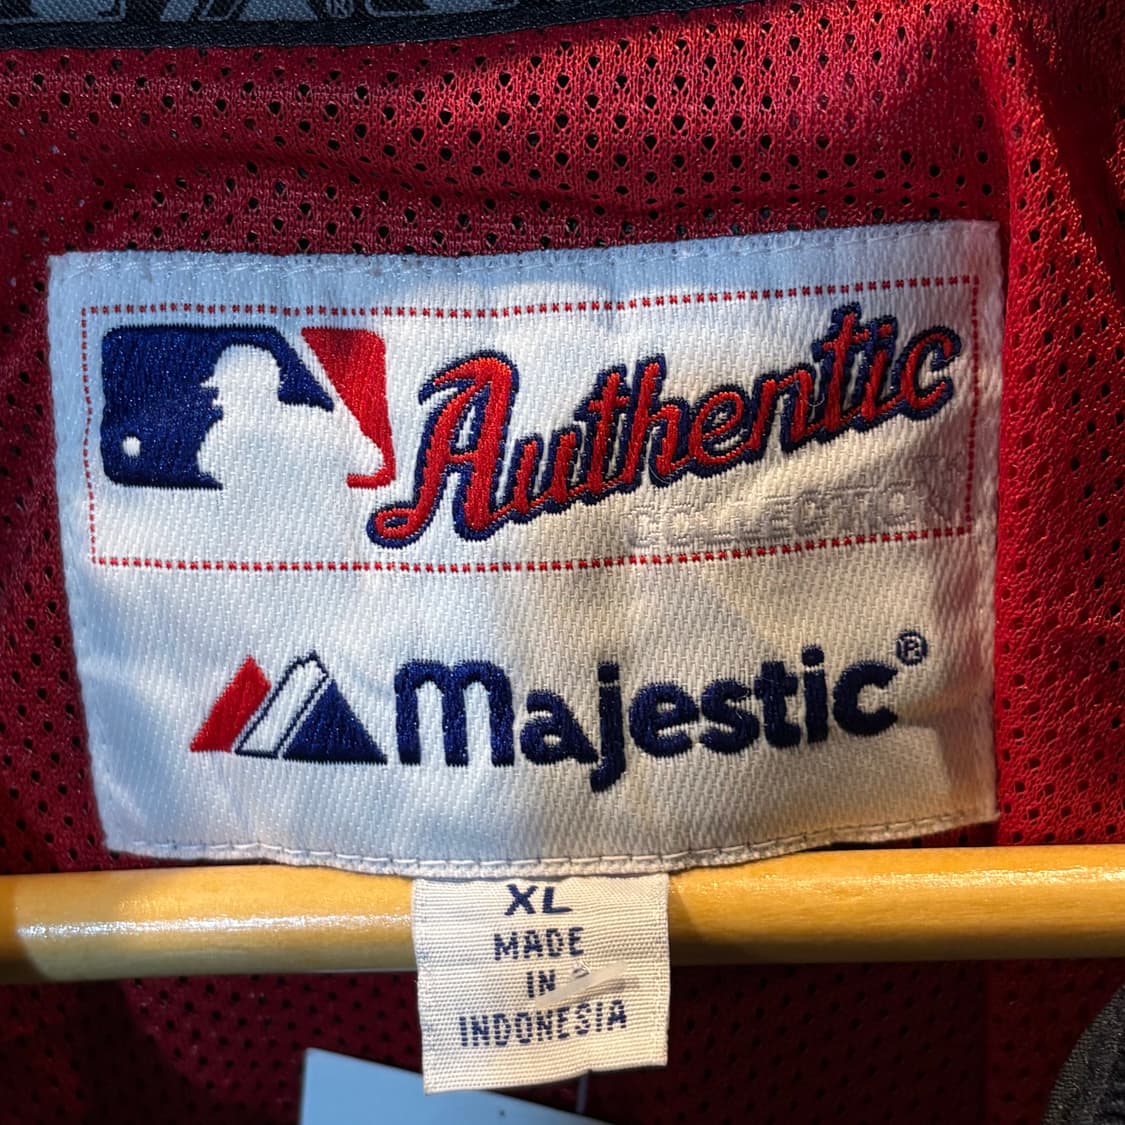 Authentic
COLLECTION
Majestic®
XL
MADE
IN
INDONESIA